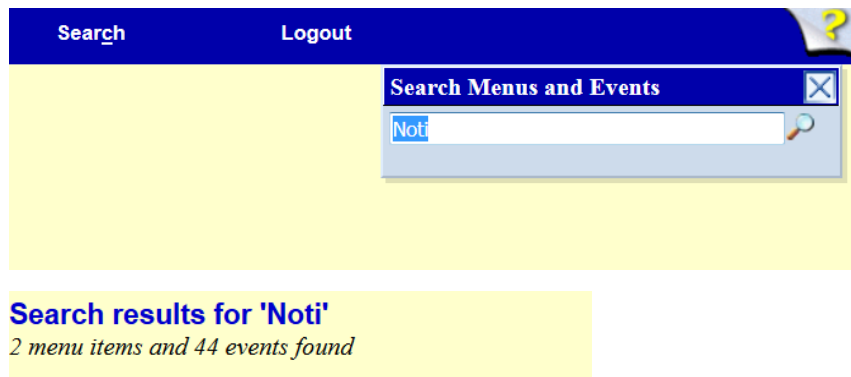 Search Logout
?
Search Menus and Events
Noti
Search results for 'Noti'
2 menu items and 44 events found